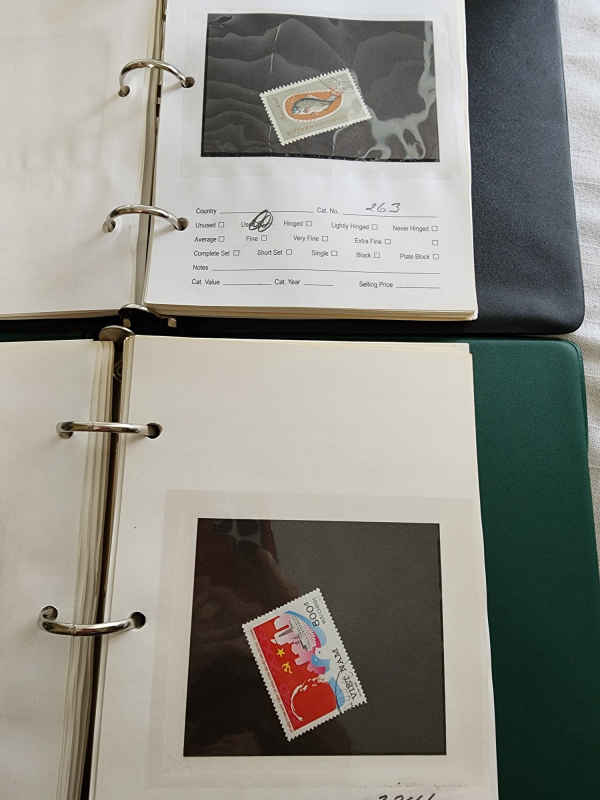 Country Cat. No. 263
Unused Used Hinged Lightly Hinged Never Hinged
Average Fine Very Fine Extra Fine
Complete Set Short Set Single Block Plate Block
Notes
Cat. Value Cat. Year Selling Price
800đ
VIET NAM